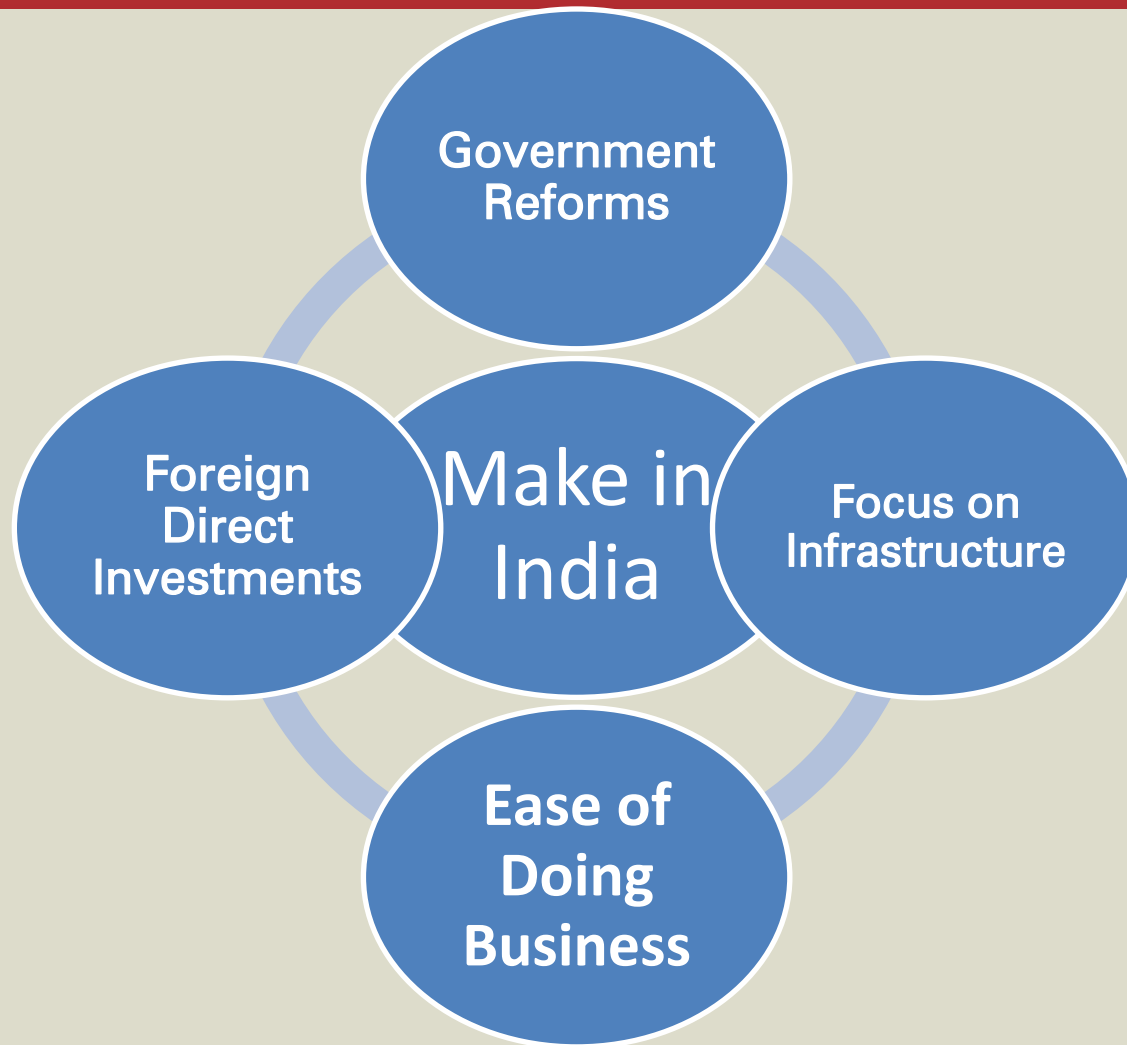 Government
Reforms
Foreign
Direct
Investments
Make in
India
Focus on
Infrastructure
Ease of
Doing
Business